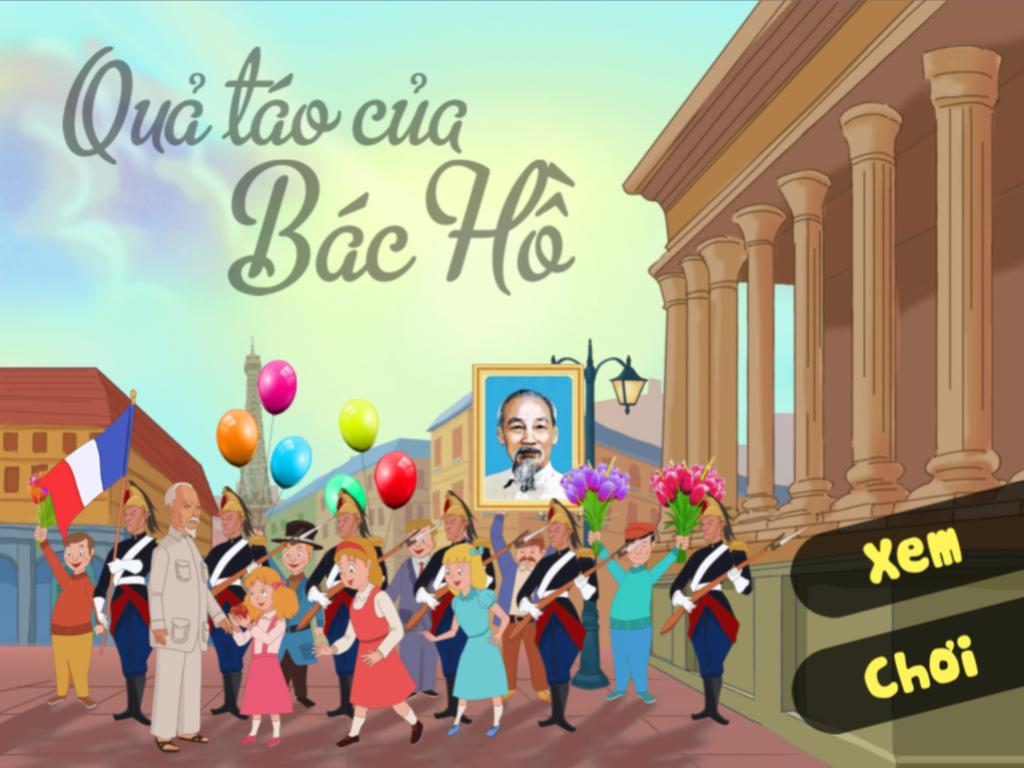 Quả táo của
Bác Hồ
Xem
Chơi